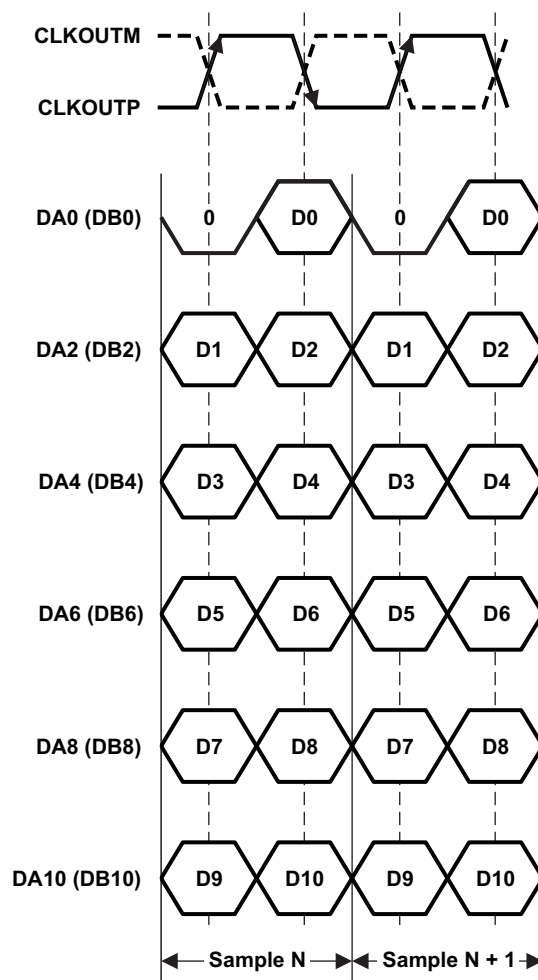 CLKOUTM
CLKOUTP
DA0 (DB0) 0 D0 0 D0
DA2 (DB2) D1 D2 D1 D2
DA4 (DB4) D3 D4 D3 D4
DA6 (DB6) D5 D6 D5 D6
DA8 (DB8) D7 D8 D7 D8
DA10 (DB10) D9 D10 D9 D10
Sample N Sample N + 1